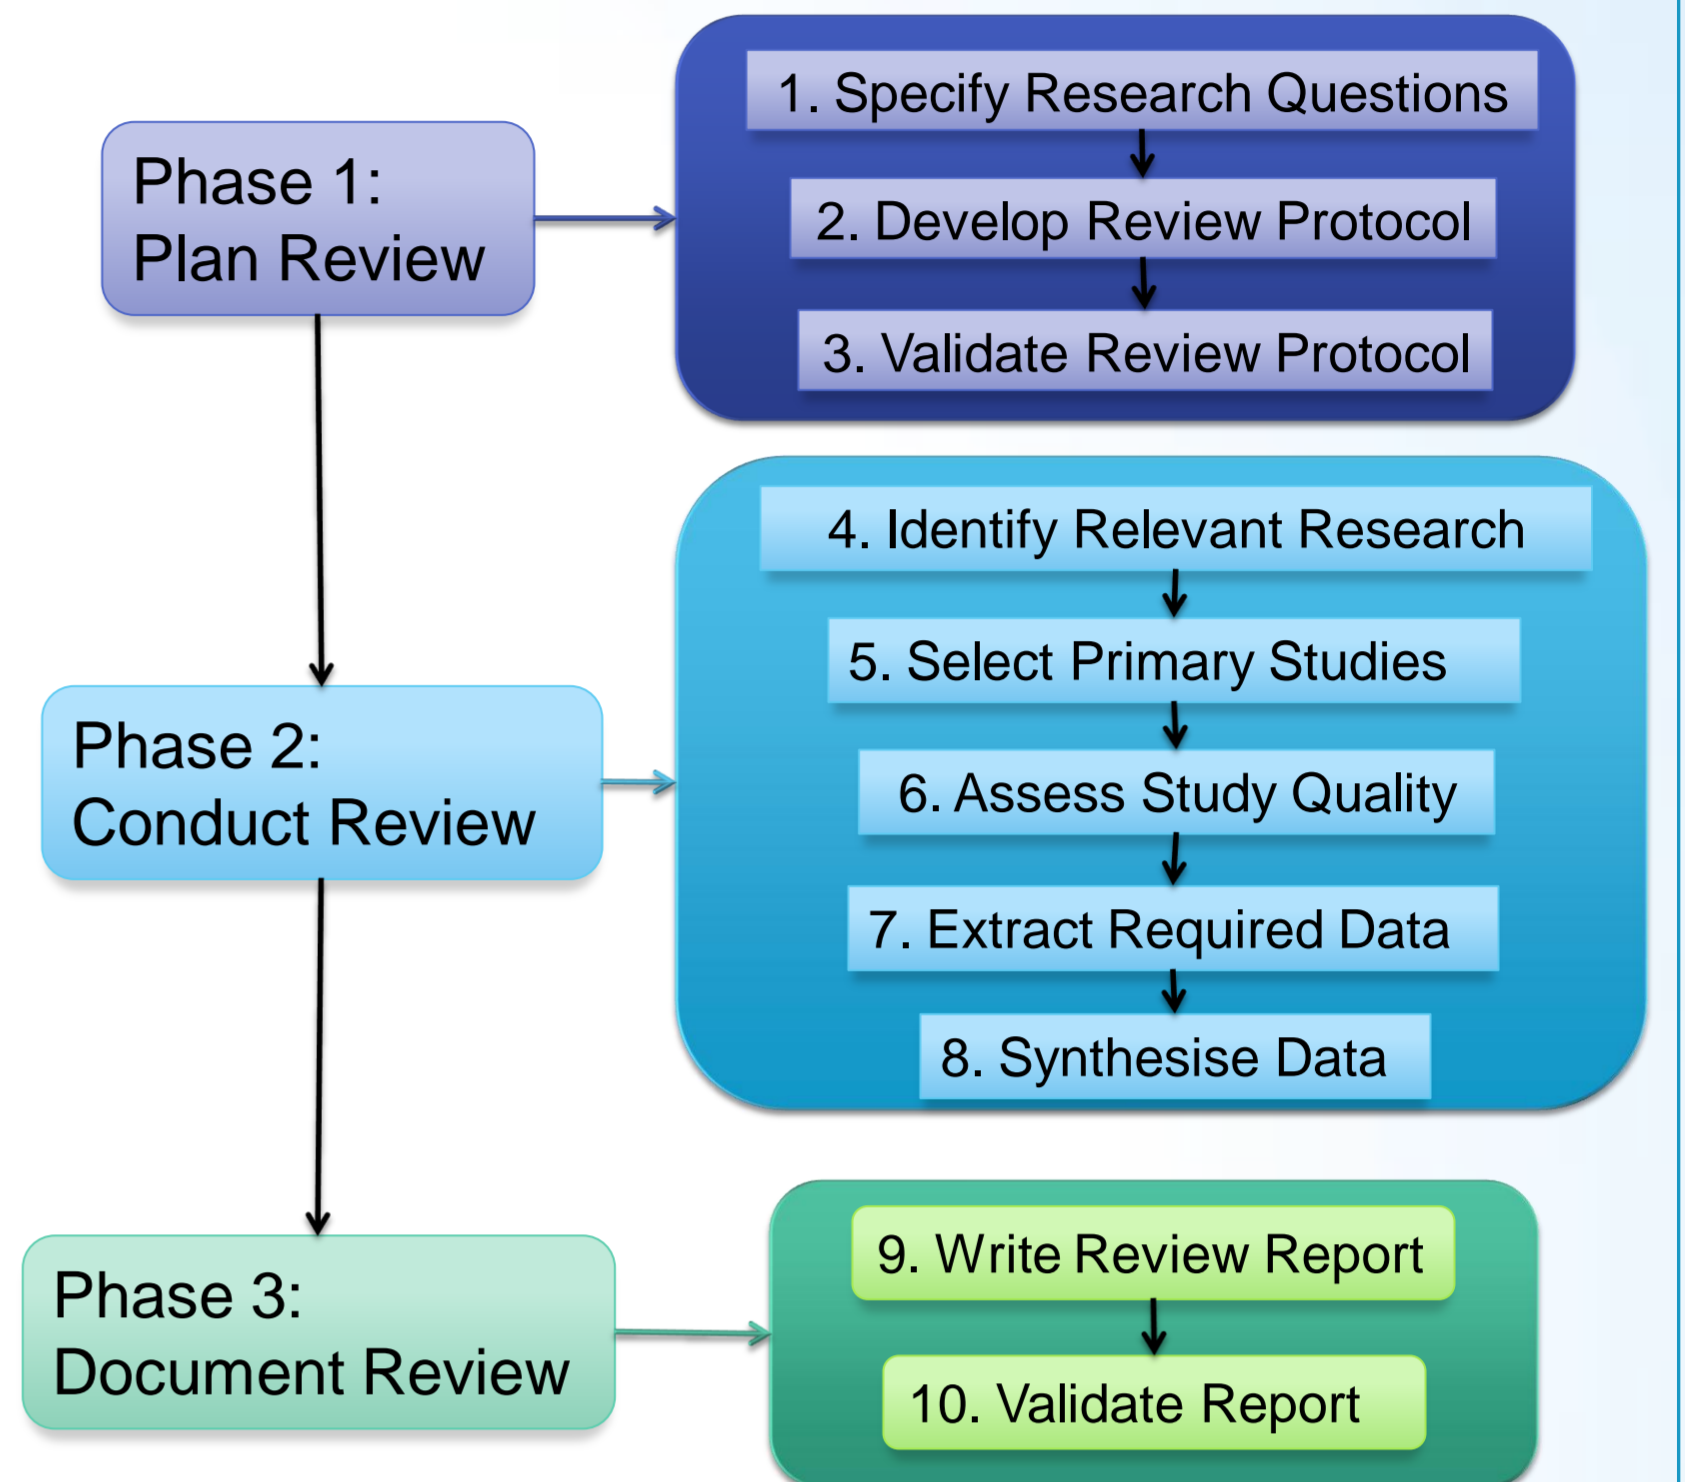 Phase 1:
Plan Review
1. Specify Research Questions
2. Develop Review Protocol
3. Validate Review Protocol
Phase 2:
Conduct Review
4. Identify Relevant Research
5. Select Primary Studies
6. Assess Study Quality
7. Extract Required Data
8. Synthesise Data
Phase 3:
Document Review
9. Write Review Report
10. Validate Report